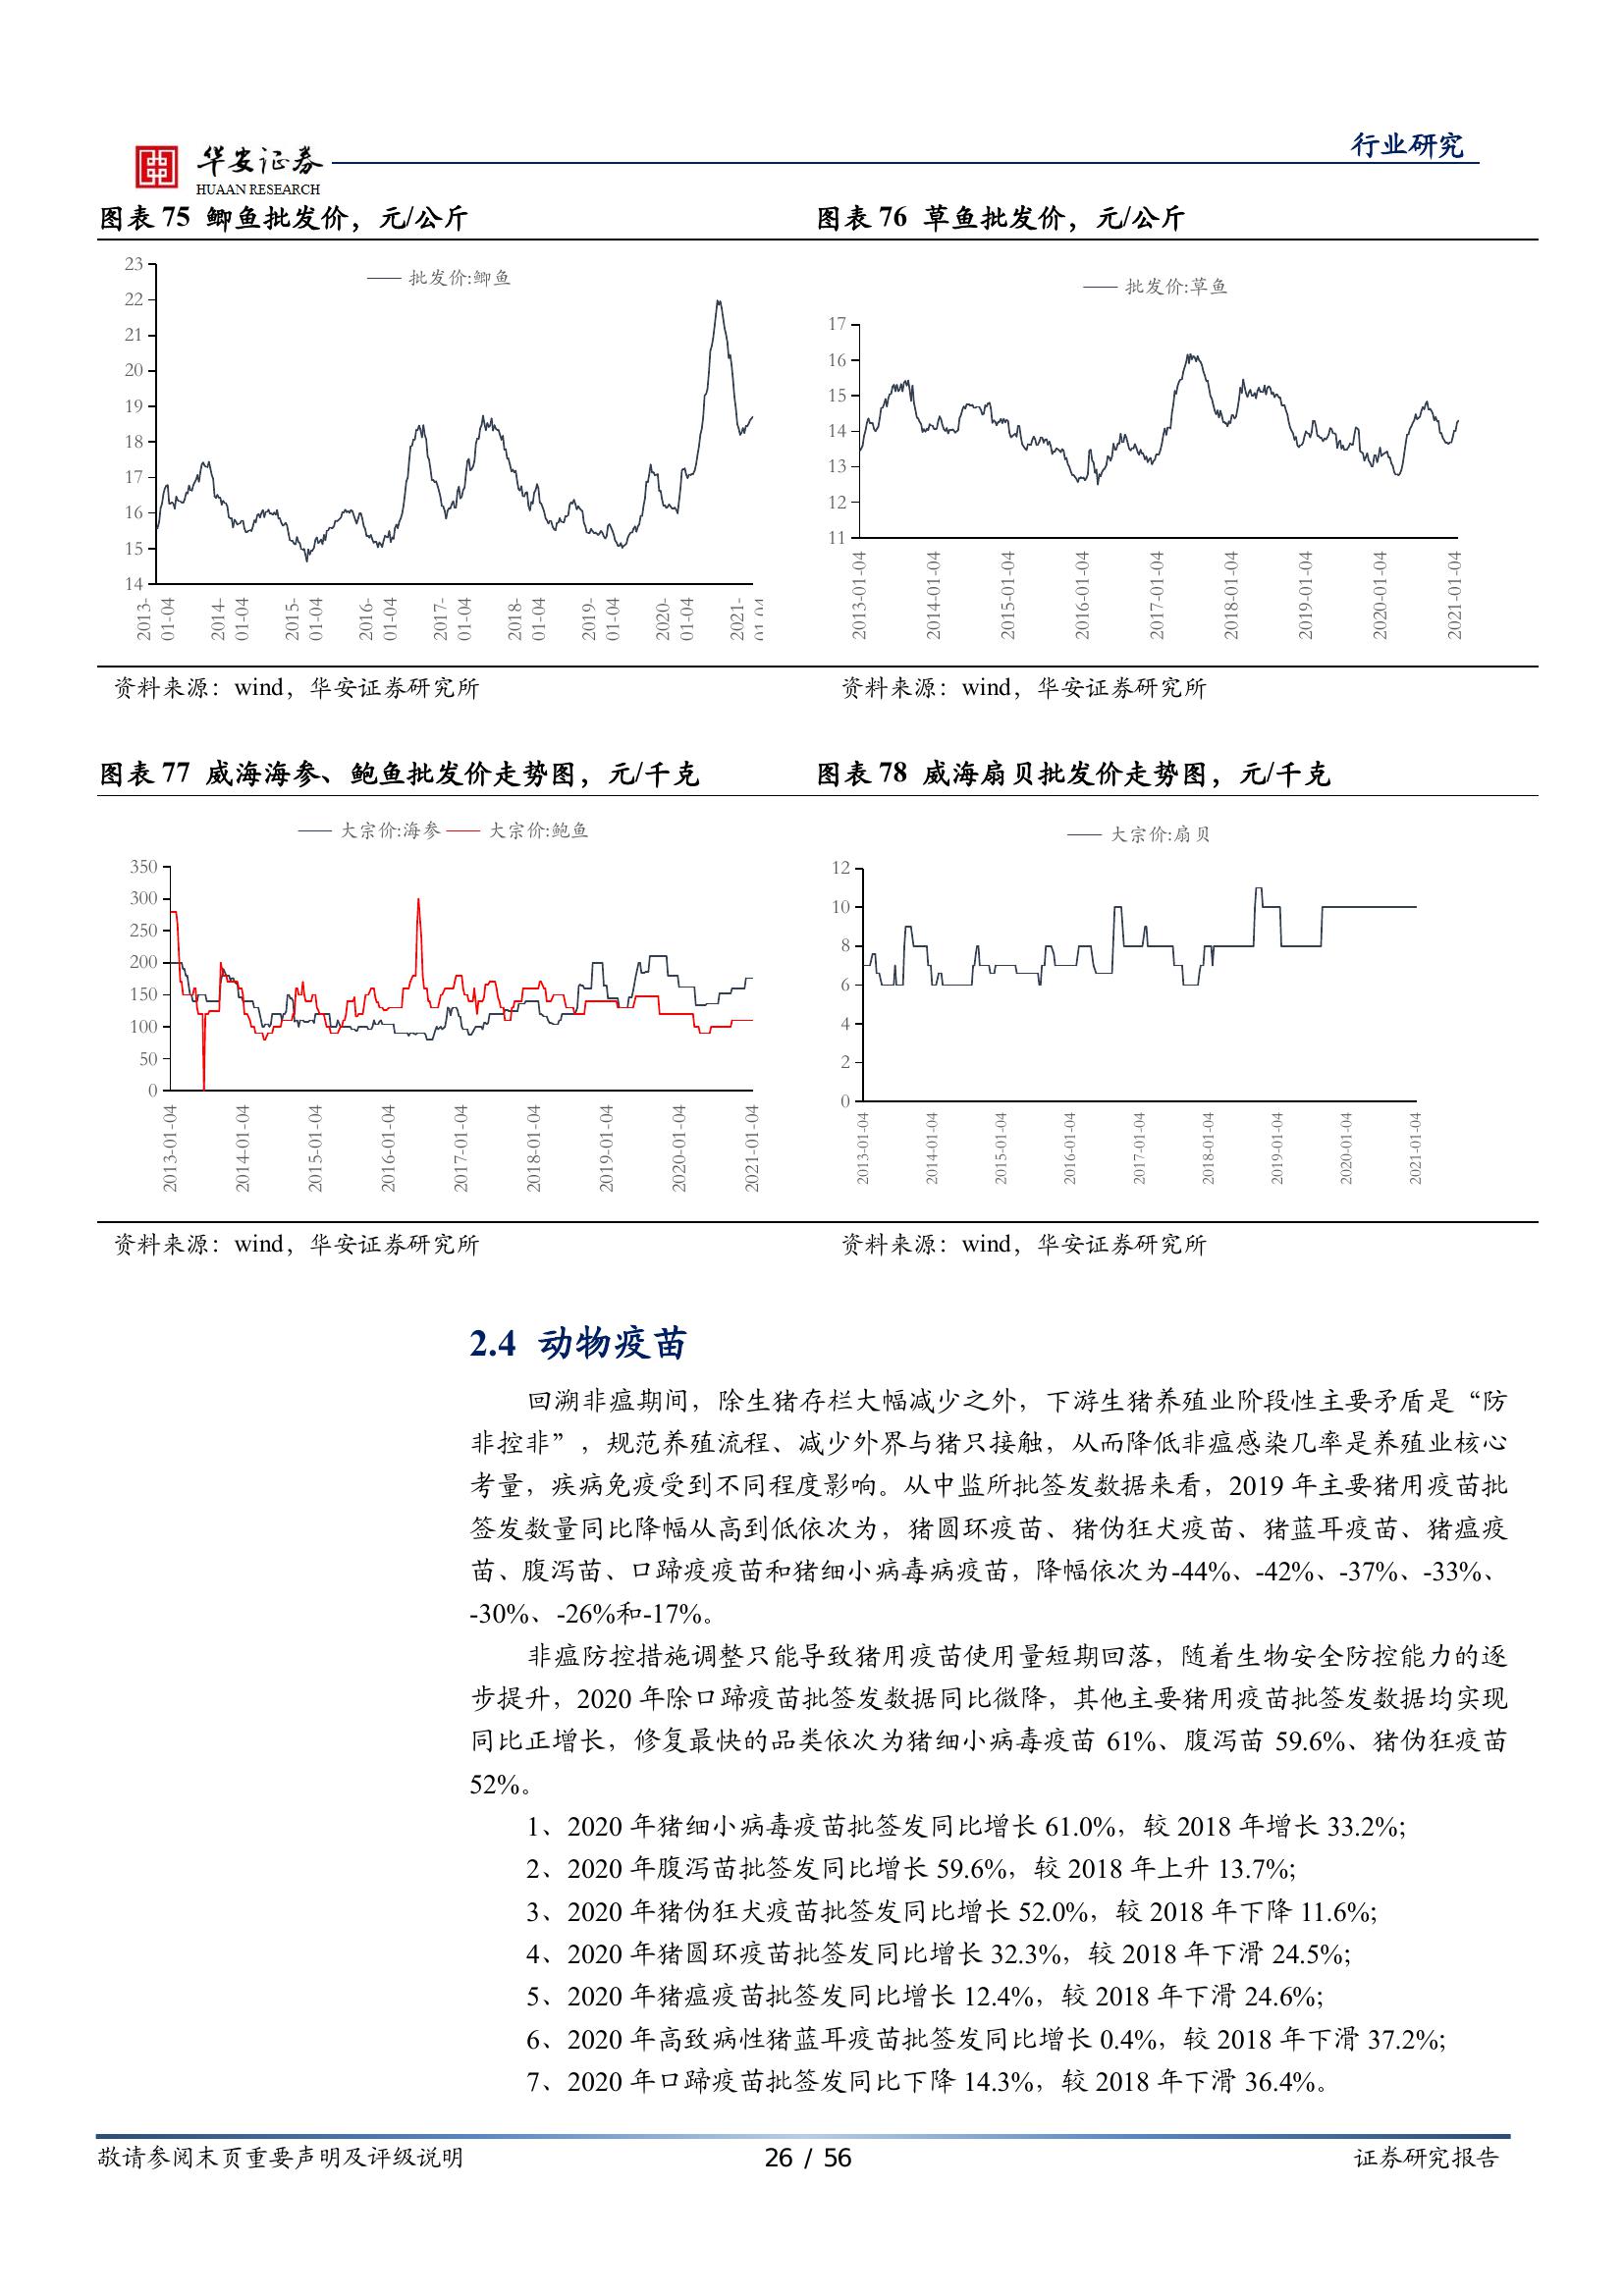 行业研究
华安证券
HUAAN RESEARCH
图表 75 鲫鱼批发价，元/公斤
批发价:鲫鱼
23
22
21
20
19
18
17
16
15
14
2013-01-04
2014-01-04
2015-01-04
2016-01-04
2017-01-04
2018-01-04
2019-01-04
2020-01-04
2021-01-04
资料来源：wind，华安证券研究所
图表 76 草鱼批发价，元/公斤
批发价:草鱼
17
16
15
14
13
12
11
2013-01-04
2014-01-04
2015-01-04
2016-01-04
2017-01-04
2018-01-04
2019-01-04
2020-01-04
2021-01-04
资料来源：wind，华安证券研究所
图表 77 威海海参、鲍鱼批发价走势图，元/千克
大宗价:海参 大宗价:鲍鱼
350
300
250
200
150
100
50
0
2013-01-04
2014-01-04
2015-01-04
2016-01-04
2017-01-04
2018-01-04
2019-01-04
2020-01-04
2021-01-04
资料来源：wind，华安证券研究所
图表 78 威海扇贝批发价走势图，元/千克
大宗价:扇贝
12
10
8
6
4
2
0
2013-01-04
2014-01-04
2015-01-04
2016-01-04
2017-01-04
2018-01-04
2019-01-04
2020-01-04
2021-01-04
资料来源：wind，华安证券研究所
2.4 动物疫苗
回溯非瘟期间，除生猪存栏大幅减少之外，下游生猪养殖业阶段性主要矛盾是“防
非控非”，规范养殖流程、减少外界与猪只接触，从而降低非瘟感染几率是养殖业核心
考量，疾病免疫受到不同程度影响。从中监所批签发数据来看，2019 年主要猪用疫苗批
签发数量同比降幅从高到低依次为，猪圆环疫苗、猪伪狂犬疫苗、猪蓝耳疫苗、猪瘟疫
苗、腹泻苗、口蹄疫疫苗和猪细小病毒病疫苗，降幅依次为-44%、-42%、-37%、-33%、
-30%、-26%和-17%。
非瘟防控措施调整只能导致猪用疫苗使用量短期回落，随着生物安全防控能力的逐
步提升，2020 年除口蹄疫苗批签发数据同比微降，其他主要猪用疫苗批签发数据均实现
同比正增长，修复最快的品类依次为猪细小病毒疫苗 61%、腹泻苗 59.6%、猪伪狂疫苗
52%。
1、2020 年猪细小病毒疫苗批签发同比增长 61.0%，较 2018 年增长 33.2%;
2、2020 年腹泻苗批签发同比增长 59.6%，较 2018 年上升 13.7%;
3、2020 年猪伪狂犬疫苗批签发同比增长 52.0%，较 2018 年下降 11.6%;
4、2020 年猪圆环疫苗批签发同比增长 32.3%，较 2018 年下滑 24.5%;
5、2020 年猪瘟疫苗批签发同比增长 12.4%，较 2018 年下滑 24.6%;
6、2020 年高致病性猪蓝耳疫苗批签发同比增长 0.4%，较 2018 年下滑 37.2%;
7、2020 年口蹄疫苗批签发同比下降 14.3%，较 2018 年下滑 36.4%。
敬请参阅末页重要声明及评级说明
26 / 56
证券研究报告